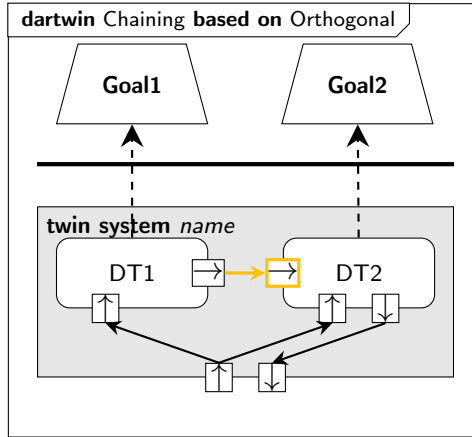 dartwin Chaining based on Orthogonal
Goal1 Goal2
twin system name
DT1 DT2